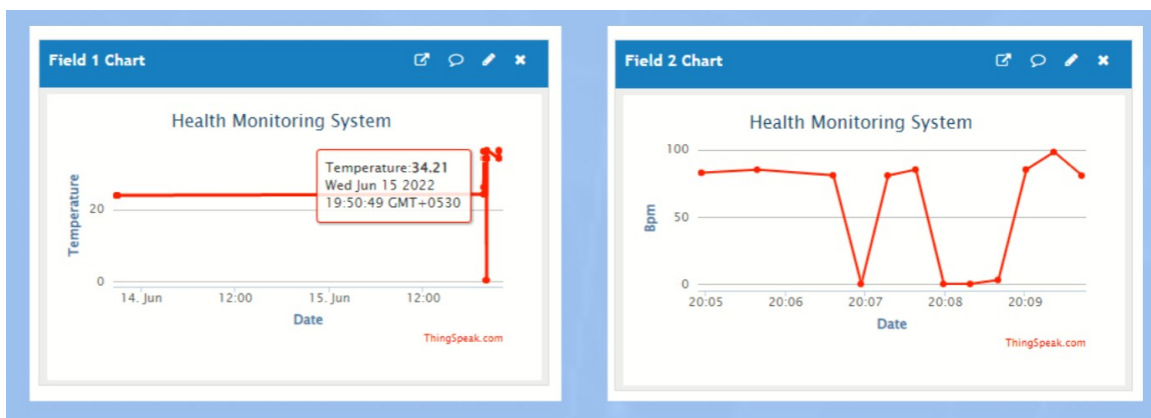 Field 1 Chart
Health Monitoring System
Temperature:34.21
Wed Jun 15 2022
19:50:49 GMT+0530
Temperature
20
0
14. Jun 12:00 15. Jun 12:00
Date
ThingSpeak.com
Field 2 Chart
Health Monitoring System
Bpm
100
50
0
20:05 20:06 20:07 20:08 20:09
Date
ThingSpeak.com